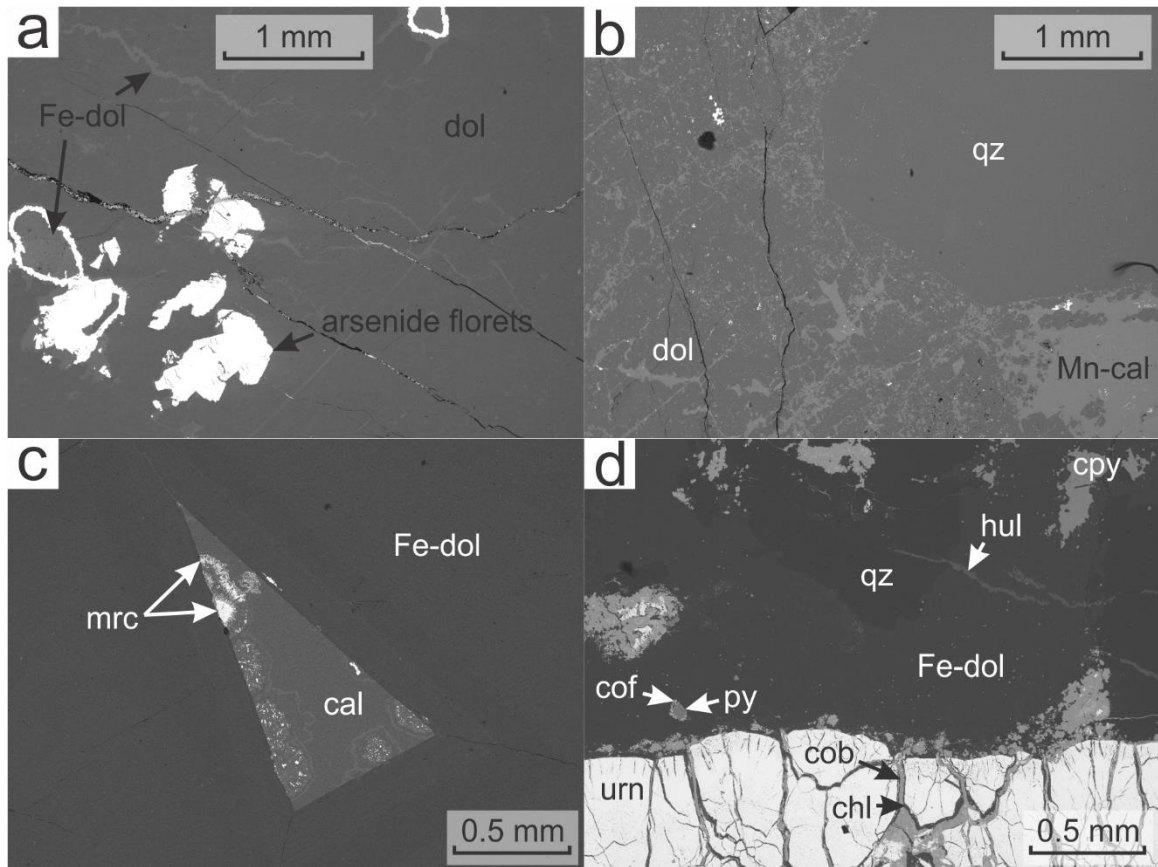 a
1 mm
Fe-dol
dol
arsenide florets
b
1 mm
qz
dol
Mn-cal
c
Fe-dol
mrc
cal
0.5 mm
d
cpy
hul
qz
Fe-dol
cof
py
cob
urn
chl
0.5 mm